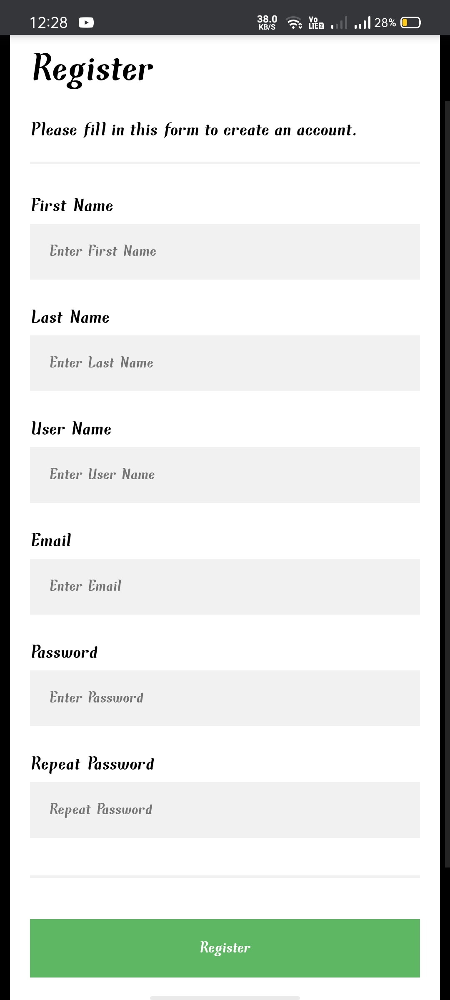 12:28 38.0 KB/S Vo LTE2 28%
Register
Please fill in this form to create an account.
First Name
Enter First Name
Last Name
Enter Last Name
User Name
Enter User Name
Email
Enter Email
Password
Enter Password
Repeat Password
Repeat Password
Register